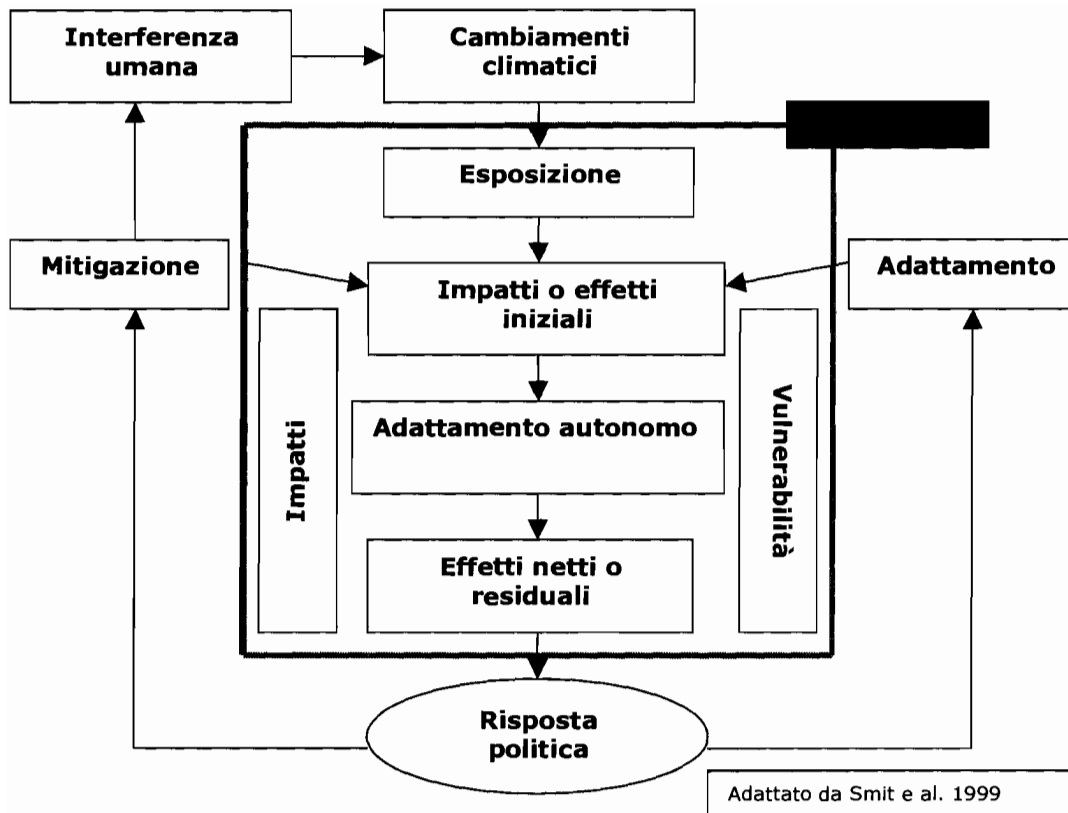 Interferenza
umana
Cambiamenti
climatici
Esposizione
Mitigazione
Impatti o effetti
iniziali
Adattamento
Impatti
Adattamento autonomo
Vulnerabilità
Effetti netti o
residuali
Risposta
politica
Adattato da Smit e al. 1999